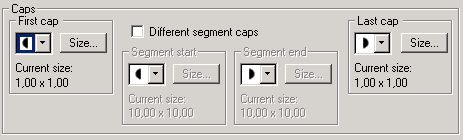 Caps
First cap
Size...
Current size:
1,00 x 1,00
Different segment caps
Segment start
Size...
Current size:
10,00 x 10,00
Segment end
Size...
Current size:
10,00 x 10,00
Last cap
Size...
Current size:
1,00 x 1,00